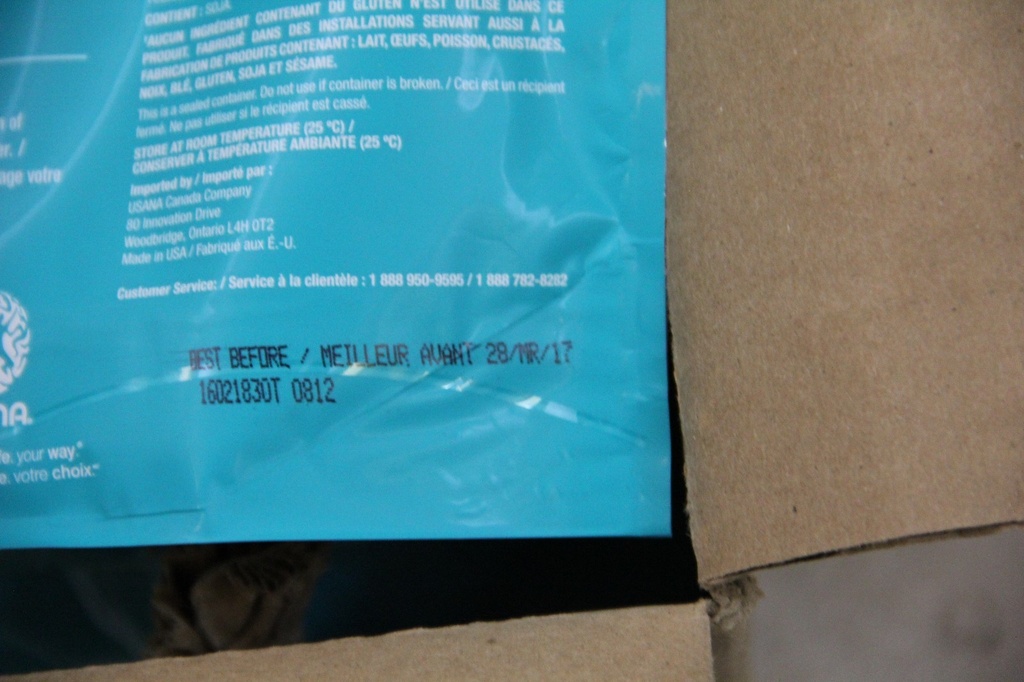 CONTIENT : SOJA
*AUCUN INGRÉDIENT CONTENANT DU GLUTEN N'EST UTILISÉ DANS CE
PRODUIT. FABRIQUÉ DANS DES INSTALLATIONS SERVANT AUSSI À LA
FABRICATION DE PRODUITS CONTENANT : LAIT, ŒUFS, POISSON, CRUSTACÉS,
NOIX, BLÉ, GLUTEN, SOJA ET SÉSAME.
This is a sealed container. Do not use if container is broken. / Ceci est un récipient
fermé. Ne pas utiliser si le récipient est cassé.
STORE AT ROOM TEMPERATURE (25 °C) /
CONSERVER À TEMPÉRATURE AMBIANTE (25 °C)
Imported by / Importé par :
USANA Canada Company
80 Innovation Drive
Woodbridge, Ontario L4H 0T2
Made in USA / Fabriqué aux É.-U.
Customer Service: / Service à la clientèle : 1 888 950-9595 / 1 888 782-8282
BEST BEFORE / MEILLEUR AVANT 28/MR/17
16021830T 0812
of
/
votre
NA
your way.
votre choix.